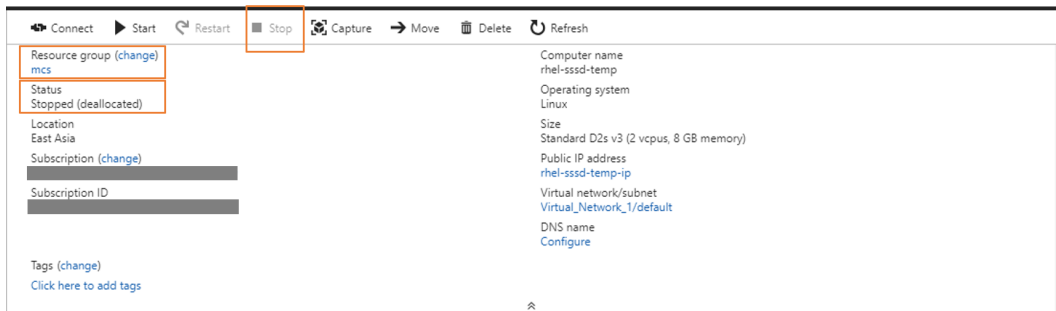 Connect Start Restart Stop Capture Move Delete Refresh
Resource group (change)
mcs
Status
Stopped (deallocated)
Location
East Asia
Subscription (change)
Subscription ID
Tags (change)
Click here to add tags
Computer name
rhel-sssd-temp
Operating system
Linux
Size
Standard D2s v3 (2 vcpus, 8 GB memory)
Public IP address
rhel-sssd-temp-ip
Virtual network/subnet
Virtual_Network_1/default
DNS name
Configure